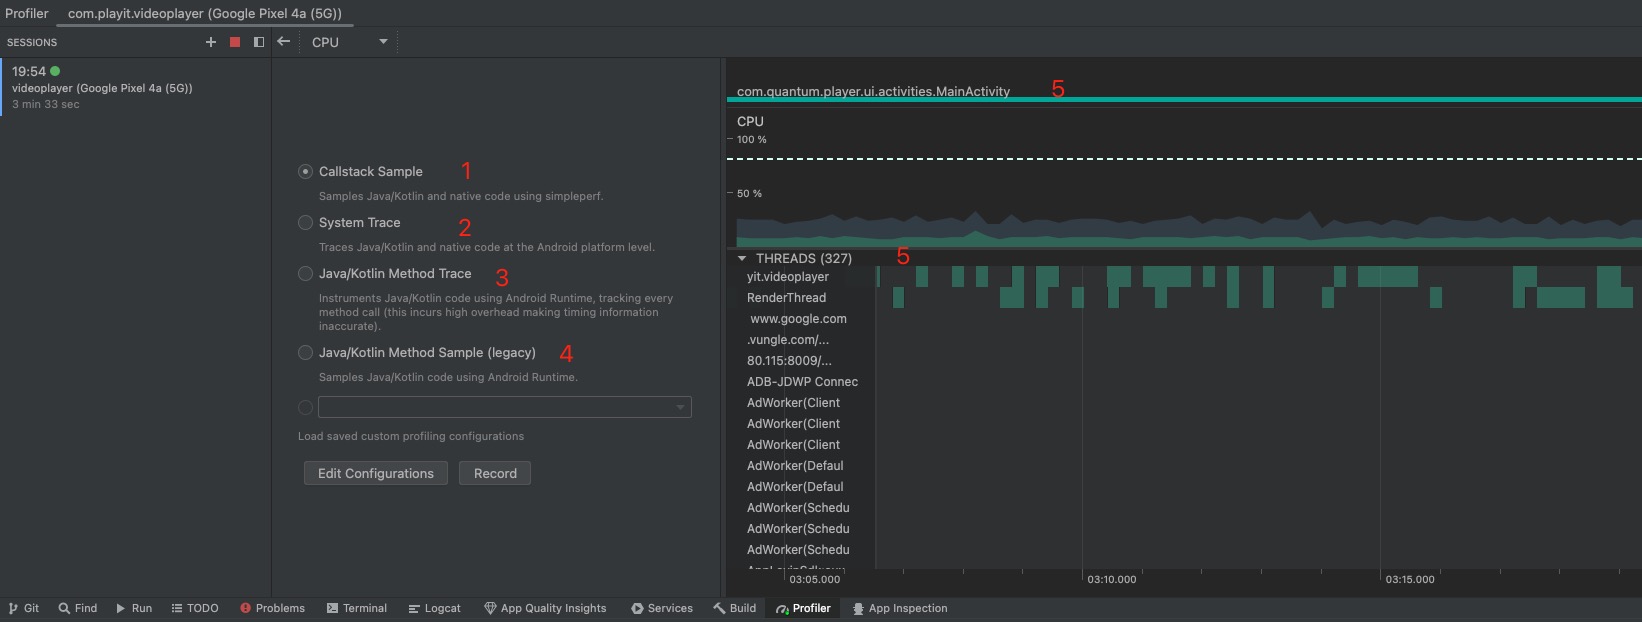 Profiler com.playit.videoplayer (Google Pixel 4a (5G))
SESSIONS
CPU
19:54
videoplayer (Google Pixel 4a (5G))
3 min 33 sec
Callstack Sample 1
Samples Java/Kotlin and native code using simpleperf.
System Trace 2
Traces Java/Kotlin and native code at the Android platform level.
Java/Kotlin Method Trace 3
Instruments Java/Kotlin code using Android Runtime, tracking every
method call (this incurs high overhead making timing information
inaccurate).
Java/Kotlin Method Sample (legacy) 4
Samples Java/Kotlin code using Android Runtime.
Load saved custom profiling configurations
Edit Configurations Record
com.quantum.player.ui.activities.MainActivity 5
CPU
100 %
50 %
THREADS (327) 5
yit.videoplayer
RenderThread
www.google.com
.vungle.com/...
80.115:8009/...
ADB-JDWP Connec
AdWorker(Client
AdWorker(Client
AdWorker(Client
AdWorker(Defaul
AdWorker(Defaul
AdWorker(Schedu
AdWorker(Schedu
AdWorker(Schedu
03:05.000 03:10.000 03:15.000
Git Find Run TODO Problems Terminal Logcat App Quality Insights Services Build Profiler App Inspection